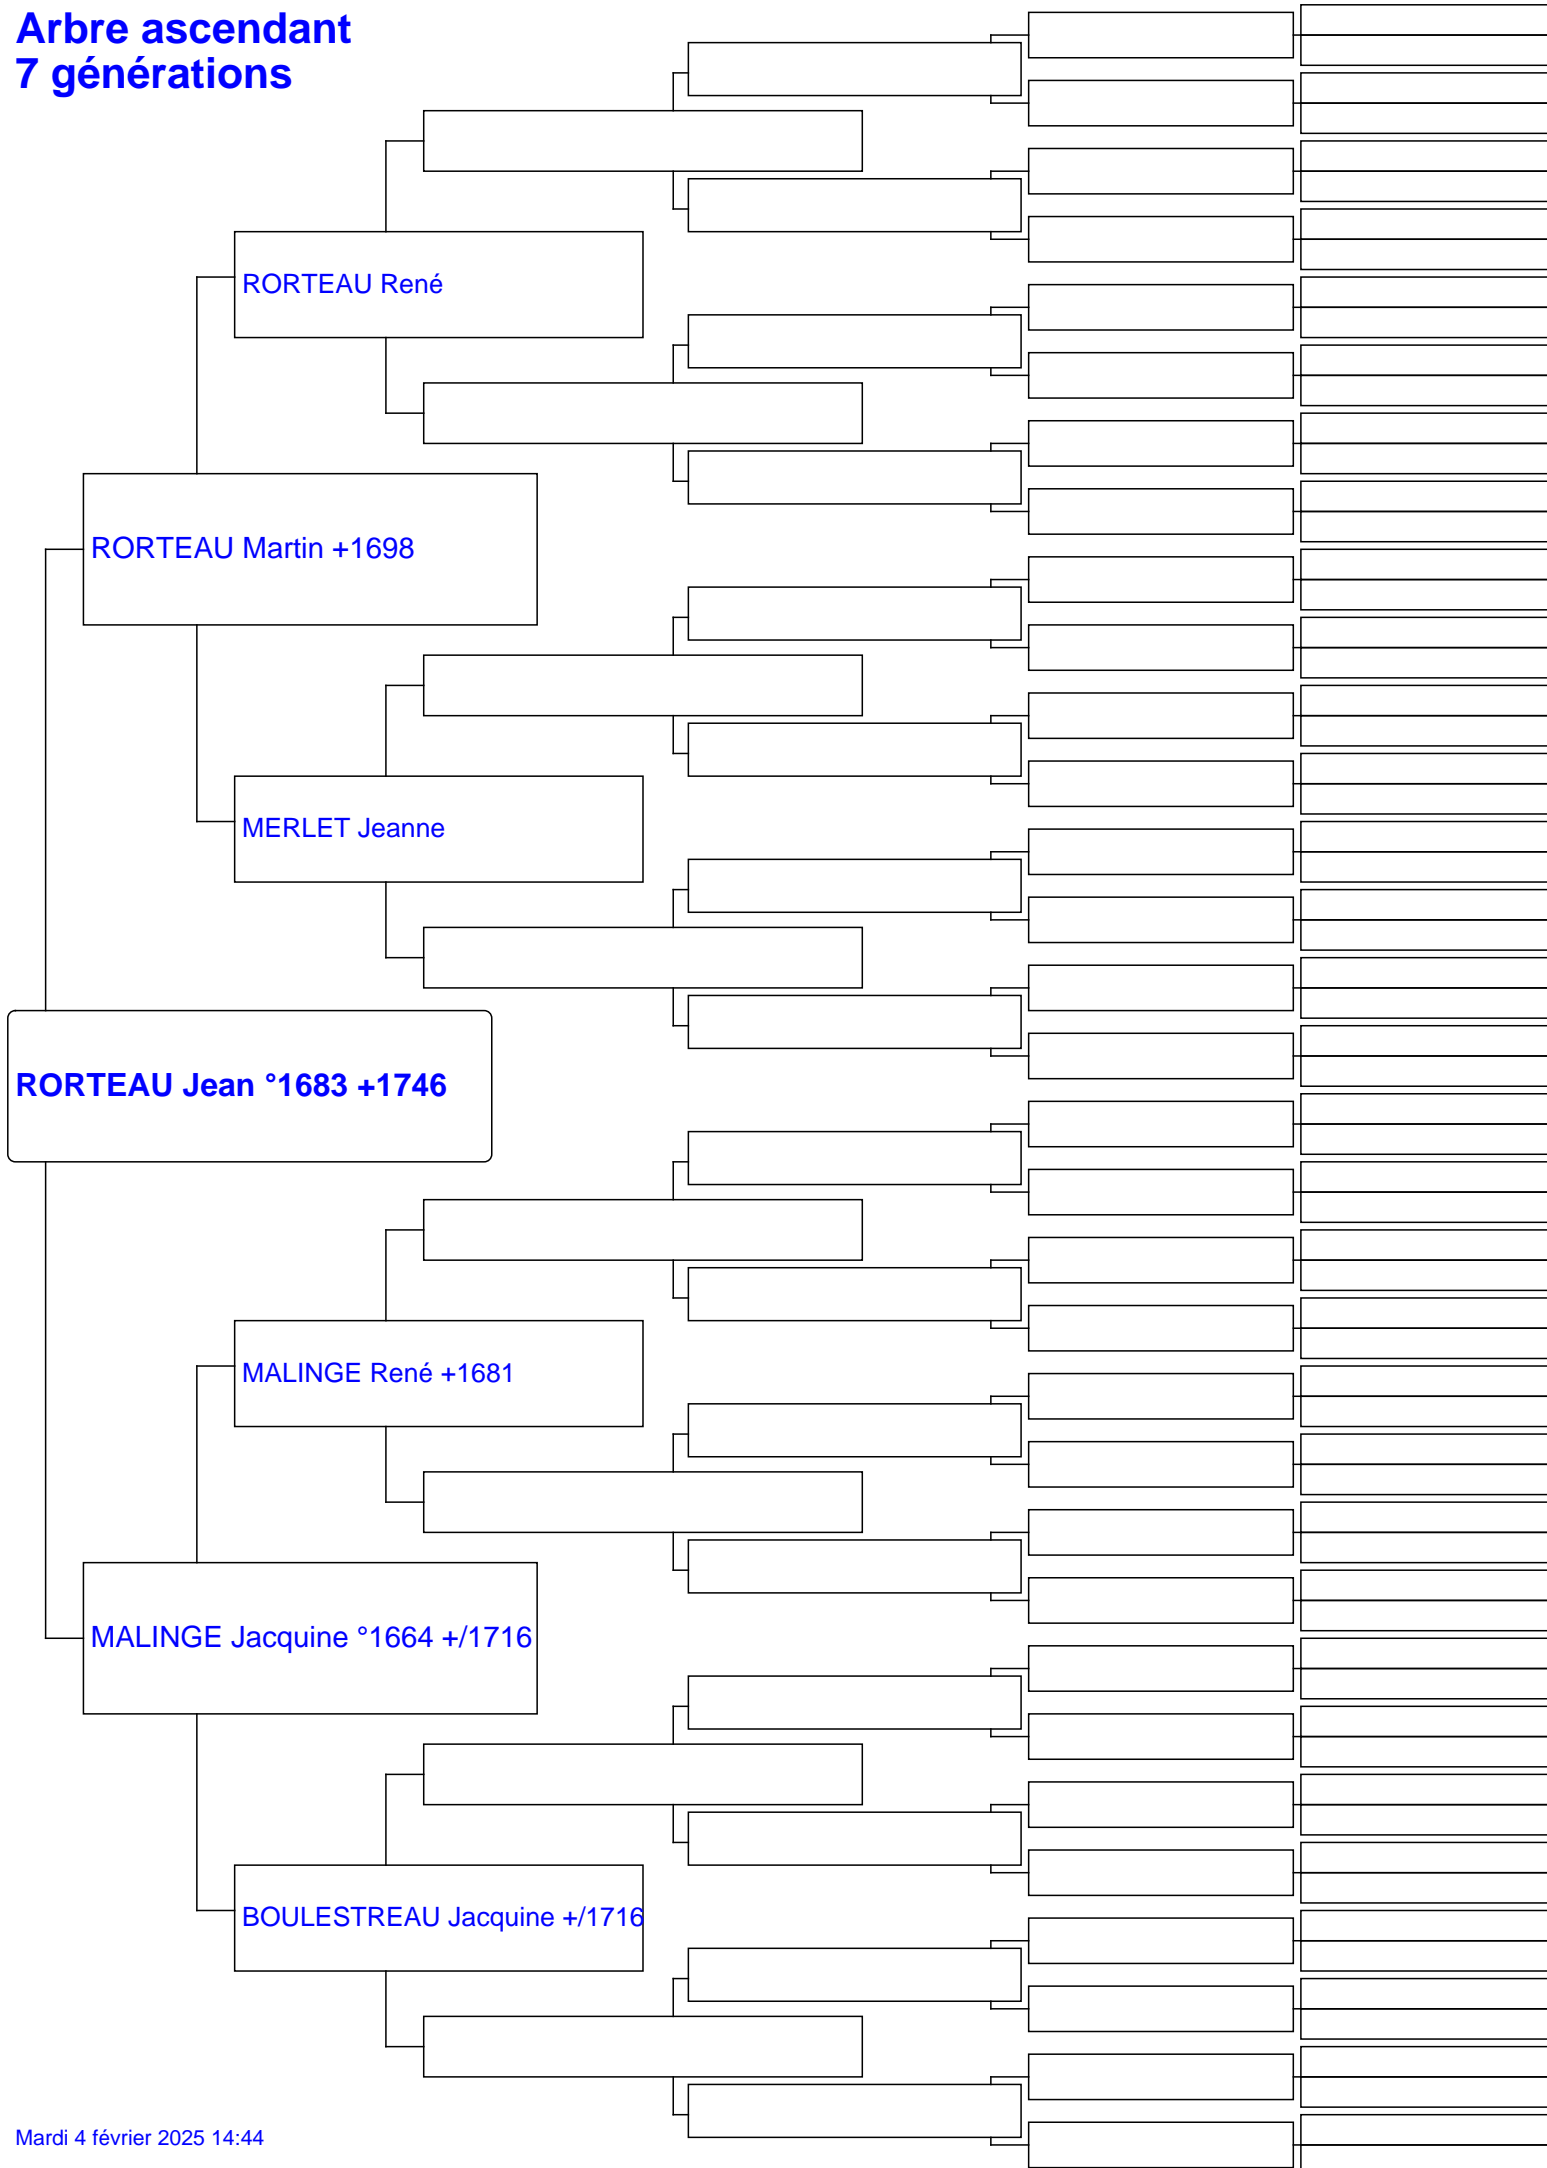 Arbre ascendant
7 générations
RORTEAU René
RORTEAU Martin +1698
MERLET Jeanne
RORTEAU Jean °1683 +1746
MALINGE René +1681
MALINGE Jacquine °1664 +/1716
BOULESTREAU Jacquine +/1716
Mardi 4 février 2025 14:44